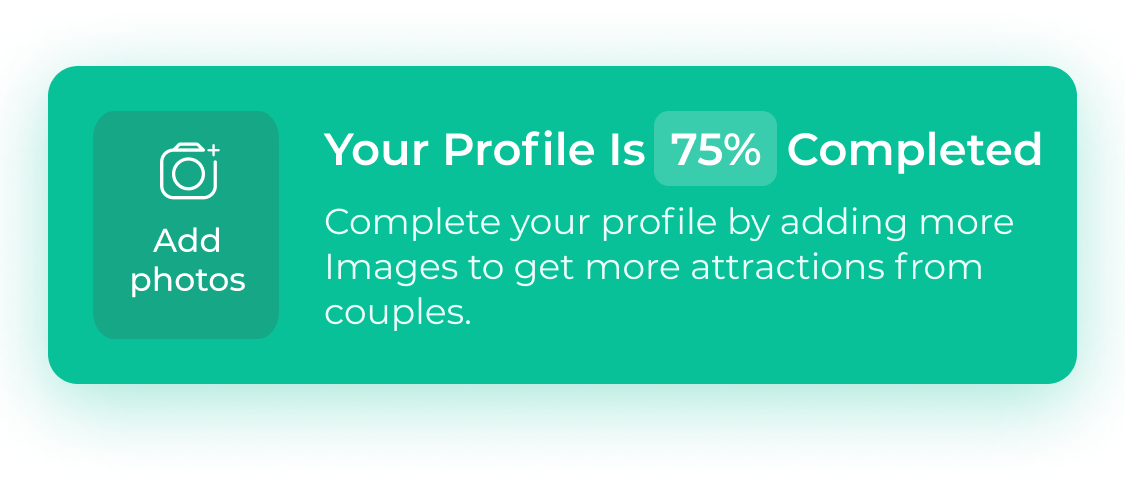 Add
photos
Your Profile Is 75% Completed
Complete your profile by adding more
Images to get more attractions from
couples.